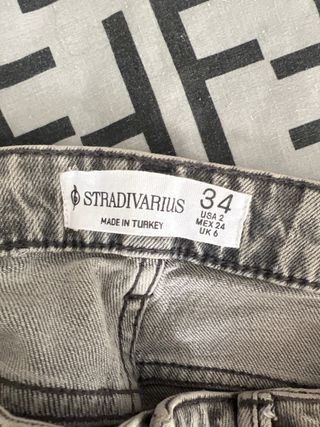 STRADIVARIUS
MADE IN TURKEY
34
USA 2
MEX 24
UK 6